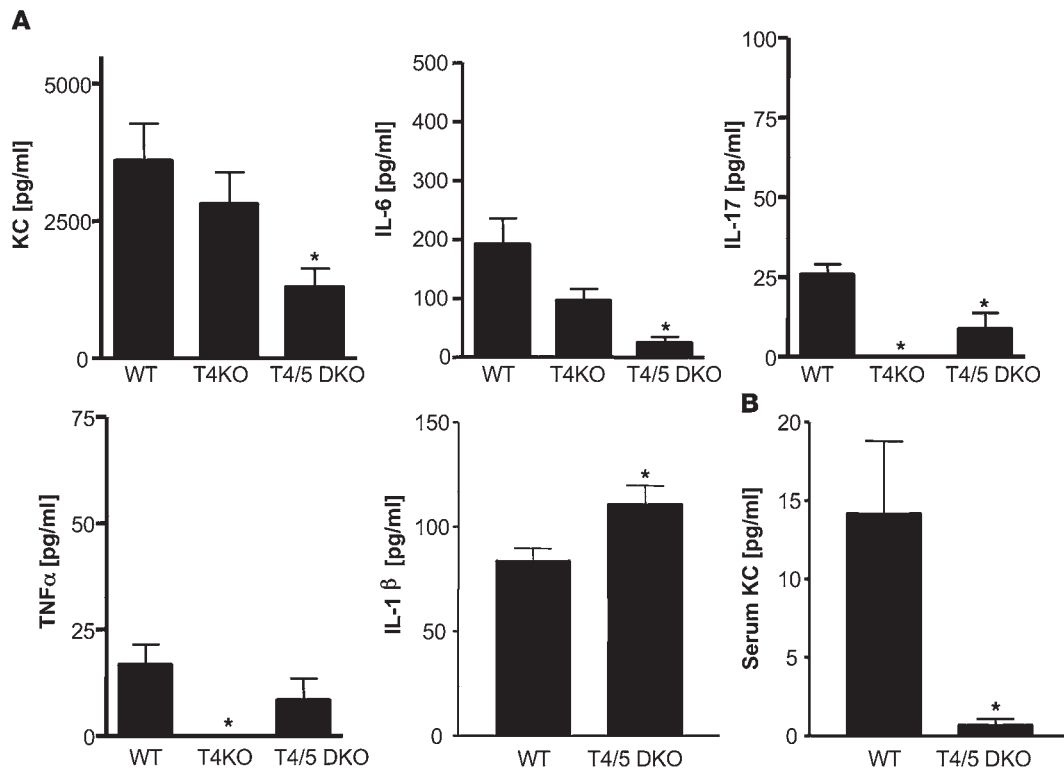 A
KC [pg/ml]
5000
2500
0
*
WT T4KO T4/5 DKO
IL-6 [pg/ml]
500
400
300
200
100
0
*
WT T4KO T4/5 DKO
IL-17 [pg/ml]
100
75
50
25
0
*
*
WT T4KO T4/5 DKO
TNFα [pg/ml]
75
50
25
0
*
WT T4KO T4/5 DKO
IL-1 β [pg/ml]
150
100
50
0
*
WT T4/5 DKO
B
Serum KC [pg/ml]
20
15
10
5
0
*
WT T4/5 DKO